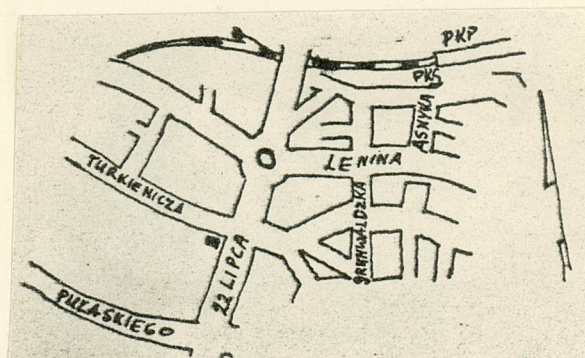 PKP
PKS
ASNYKA
LENINA
TURKIENICZA
GRUNWALDZKA
22 LIPCA
PUŁASKIEGO